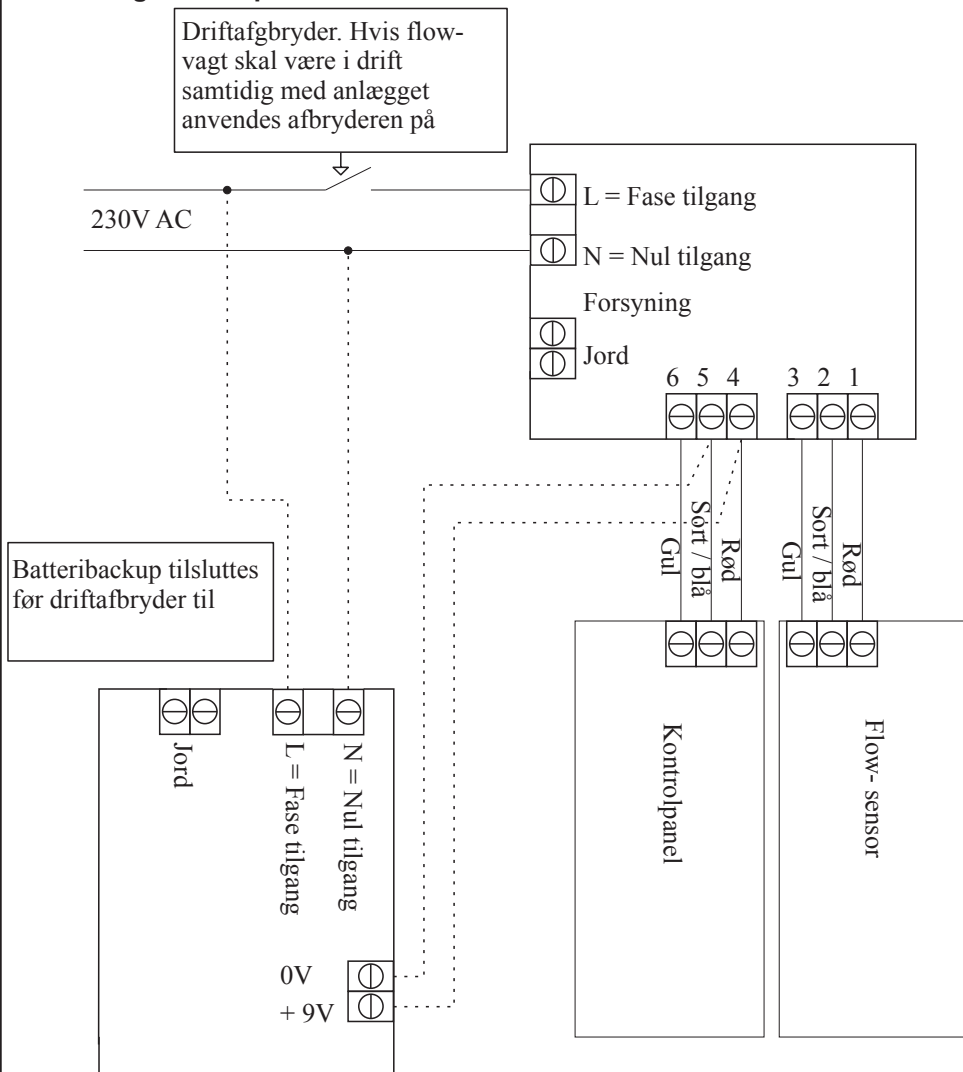 Driftafgbryder. Hvis flow-
vagt skal være i drift
samtidig med anlægget
anvendes afbryderen på
230V AC
L = Fase tilgang
N = Nul tilgang
Forsyning
Jord
6 5 4 3 2 1
Gul
Sort / blå
Rød
Gul
Sort / blå
Rød
Batteribackup tilsluttes
før driftafbryder til
Jord
L = Fase tilgang
N = Nul tilgang
0V
+ 9V
Kontrolpanel
Flow- sensor